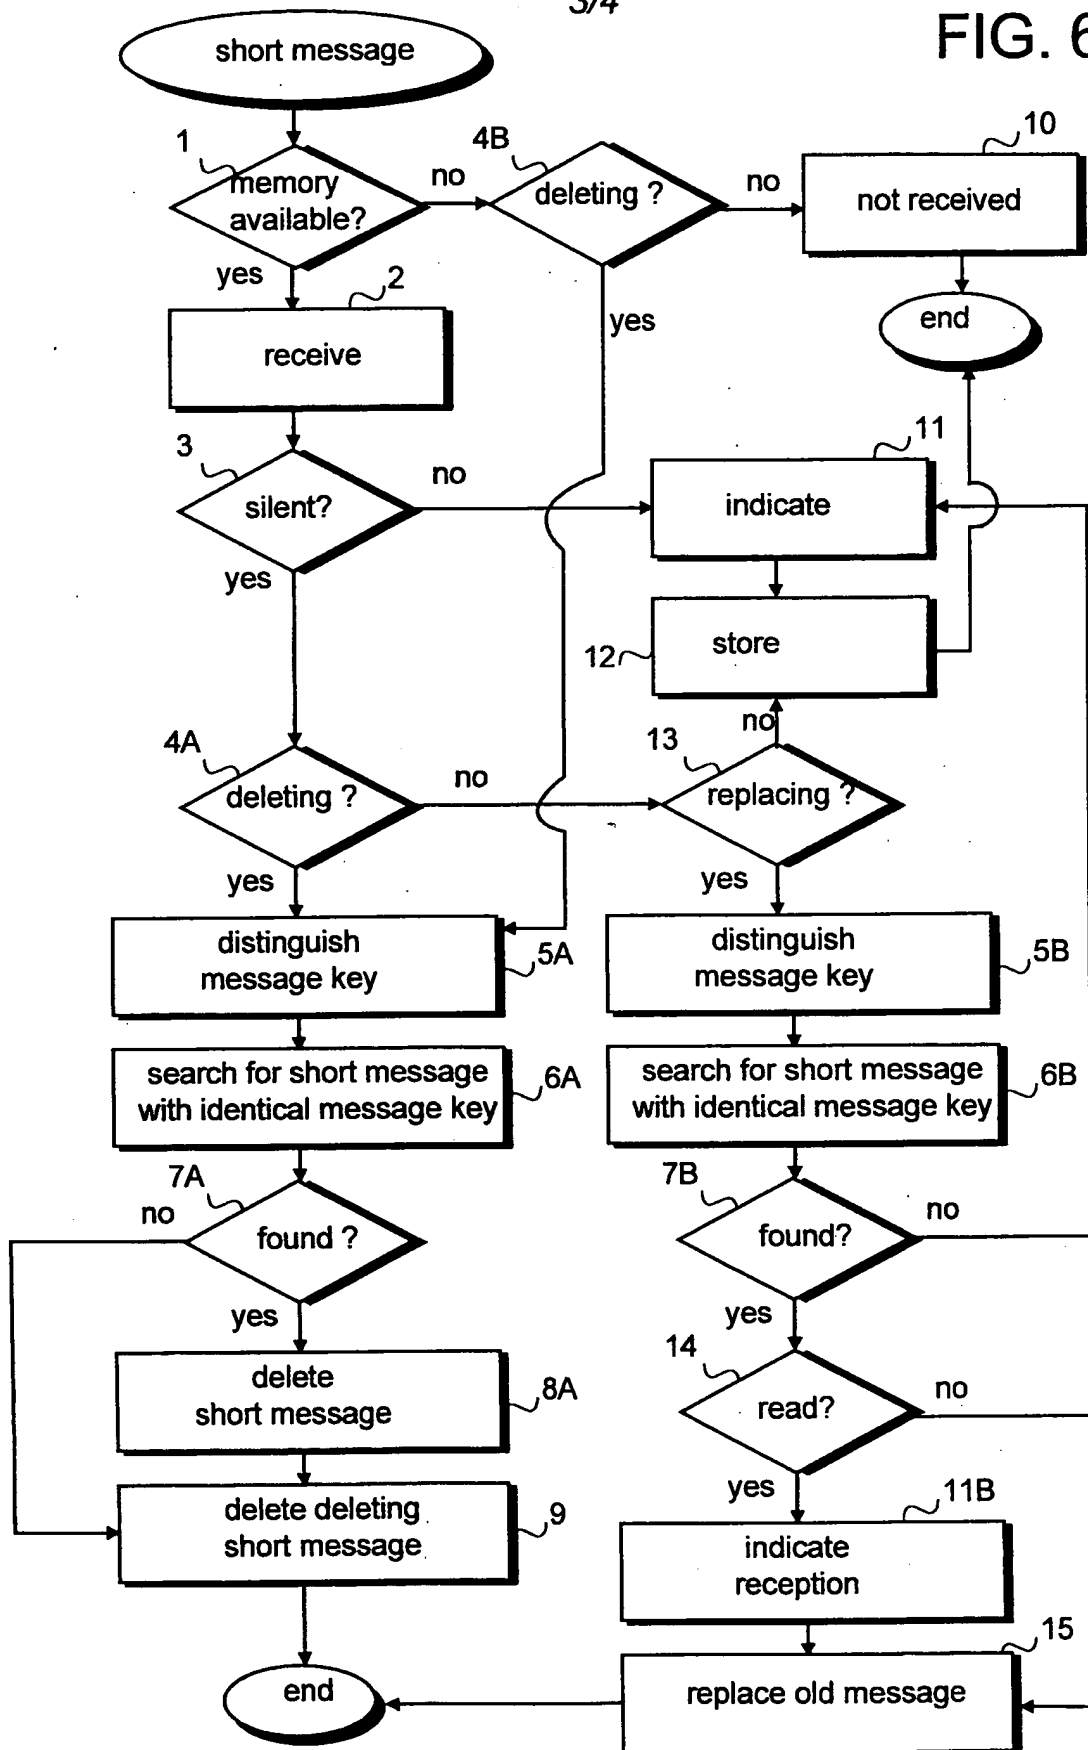 3/4
FIG. 6
short message
1
memory
available?
no
4B
deleting ?
no
10
not received
yes
2
receive
yes
end
3
silent?
no
11
indicate
yes
12
store
4A
deleting ?
no
no
13
replacing ?
yes
distinguish
message key
5A
yes
distinguish
message key
5B
search for short message
with identical message key
6A
search for short message
with identical message key
6B
7A
no
found ?
7B
found?
no
yes
delete
short message
8A
yes
14
read?
no
delete deleting
short message
9
yes
11B
indicate
reception
end
15
replace old message